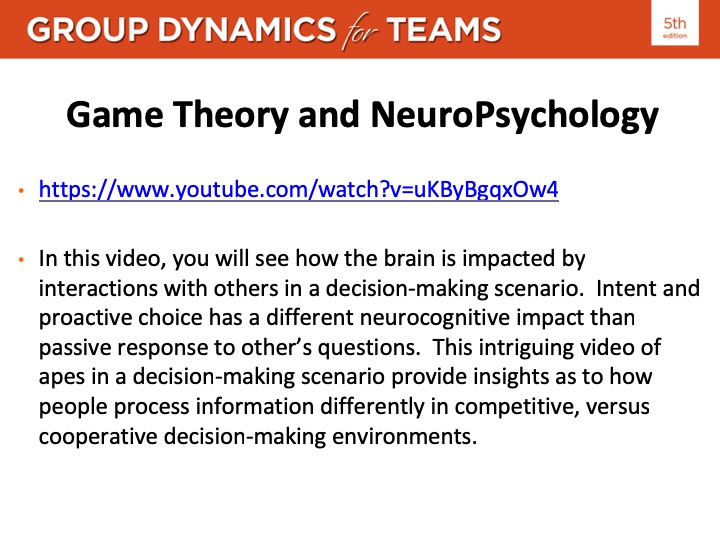 GROUP DYNAMICS for TEAMS
5th
edition
Game Theory and NeuroPsychology
• https://www.youtube.com/watch?v=uKByBgqxOw4
• In this video, you will see how the brain is impacted by
interactions with others in a decision-making scenario.  Intent and
proactive choice has a different neurocognitive impact than
passive response to other’s questions.  This intriguing video of
apes in a decision-making scenario provide insights as to how
people process information differently in competitive, versus
cooperative decision-making environments.